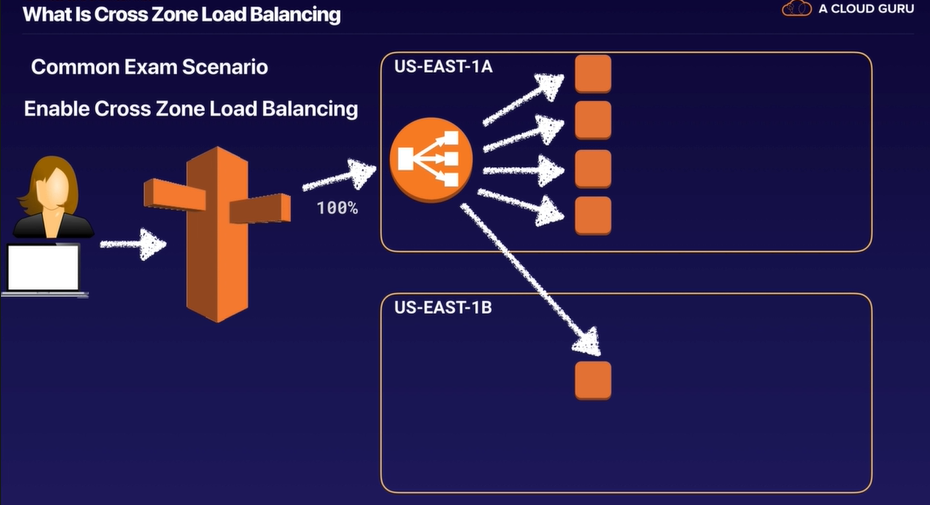 What Is Cross Zone Load Balancing
A CLOUD GURU
Common Exam Scenario
Enable Cross Zone Load Balancing
100%
US-EAST-1A
US-EAST-1B